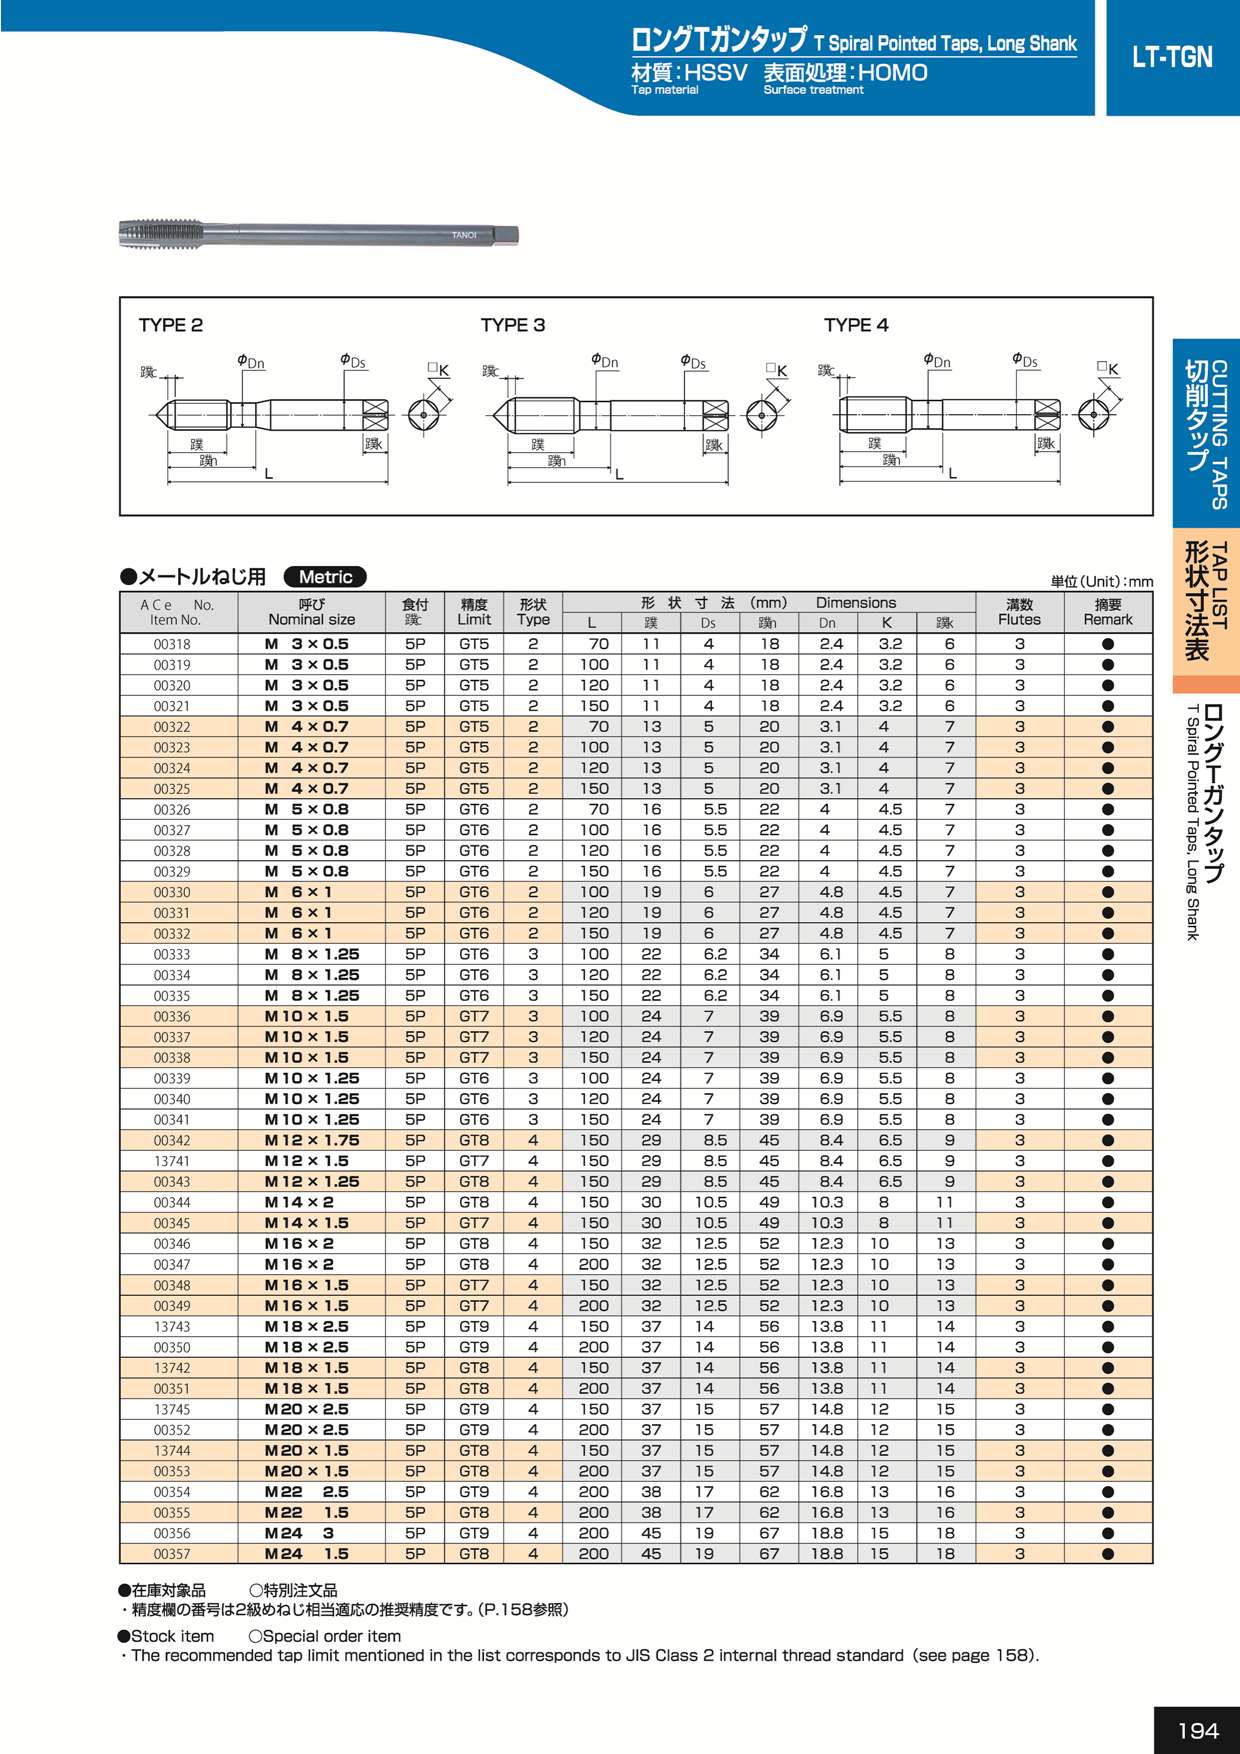 ロングTガンタップ T Spiral Pointed Taps, Long Shank
材質：HSSV 表面処理：HOMO
Tap material Surface treatment
LT-TGN
TANOI
TYPE 2 TYPE 3 TYPE 4
φDn φDs □K φDn φDs □K φDn φDs □K
L L L
CUTTING TAPS
切削タップ
TAP LIST
形状寸法表
ロングTガンタップ
T Spiral Pointed Taps, Long Shank
●メートルねじ用 Metric
単位（Unit）：mm
ACe No. 呼び 食付 精度 形状 形状寸法 （mm） Dimensions 溝数 摘要
Item No. Nominal size Limit Type L Ds Dn K Flutes Remark
00318 M 3×0.5 5P GT5 2 70 11 4 18 2.4 3.2 6 3 ●
00319 M 3×0.5 5P GT5 2 100 11 4 18 2.4 3.2 6 3 ●
00320 M 3×0.5 5P GT5 2 120 11 4 18 2.4 3.2 6 3 ●
00321 M 3×0.5 5P GT5 2 150 11 4 18 2.4 3.2 6 3 ●
00322 M 4×0.7 5P GT5 2 70 13 5 20 3.1 4 7 3 ●
00323 M 4×0.7 5P GT5 2 100 13 5 20 3.1 4 7 3 ●
00324 M 4×0.7 5P GT5 2 120 13 5 20 3.1 4 7 3 ●
00325 M 4×0.7 5P GT5 2 150 13 5 20 3.1 4 7 3 ●
00326 M 5×0.8 5P GT6 2 70 16 5.5 22 4 4.5 7 3 ●
00327 M 5×0.8 5P GT6 2 100 16 5.5 22 4 4.5 7 3 ●
00328 M 5×0.8 5P GT6 2 120 16 5.5 22 4 4.5 7 3 ●
00329 M 5×0.8 5P GT6 2 150 16 5.5 22 4 4.5 7 3 ●
00330 M 6×1 5P GT6 2 100 19 6 27 4.8 4.5 7 3 ●
00331 M 6×1 5P GT6 2 120 19 6 27 4.8 4.5 7 3 ●
00332 M 6×1 5P GT6 2 150 19 6 27 4.8 4.5 7 3 ●
00333 M 8×1.25 5P GT6 3 100 22 6.2 34 6.1 5 8 3 ●
00334 M 8×1.25 5P GT6 3 120 22 6.2 34 6.1 5 8 3 ●
00335 M 8×1.25 5P GT6 3 150 22 6.2 34 6.1 5 8 3 ●
00336 M10×1.5 5P GT7 3 100 24 7 39 6.9 5.5 8 3 ●
00337 M10×1.5 5P GT7 3 120 24 7 39 6.9 5.5 8 3 ●
00338 M10×1.5 5P GT7 3 150 24 7 39 6.9 5.5 8 3 ●
00339 M10×1.25 5P GT6 3 100 24 7 39 6.9 5.5 8 3 ●
00340 M10×1.25 5P GT6 3 120 24 7 39 6.9 5.5 8 3 ●
00341 M10×1.25 5P GT6 3 150 24 7 39 6.9 5.5 8 3 ●
00342 M12×1.75 5P GT8 4 150 29 8.5 45 8.4 6.5 9 3 ●
13741 M12×1.5 5P GT7 4 150 29 8.5 45 8.4 6.5 9 3 ●
00343 M12×1.25 5P GT8 4 150 29 8.5 45 8.4 6.5 9 3 ●
00344 M14×2 5P GT8 4 150 30 10.5 49 10.3 8 11 3 ●
00345 M14×1.5 5P GT7 4 150 30 10.5 49 10.3 8 11 3 ●
00346 M16×2 5P GT8 4 150 32 12.5 52 12.3 10 13 3 ●
00347 M16×2 5P GT8 4 200 32 12.5 52 12.3 10 13 3 ●
00348 M16×1.5 5P GT7 4 150 32 12.5 52 12.3 10 13 3 ●
00349 M16×1.5 5P GT7 4 200 32 12.5 52 12.3 10 13 3 ●
13743 M18×2.5 5P GT9 4 150 37 14 56 13.8 11 14 3 ●
00350 M18×2.5 5P GT9 4 200 37 14 56 13.8 11 14 3 ●
13742 M18×1.5 5P GT8 4 150 37 14 56 13.8 11 14 3 ●
00351 M18×1.5 5P GT8 4 200 37 14 56 13.8 11 14 3 ●
13745 M20×2.5 5P GT9 4 150 37 15 57 14.8 12 15 3 ●
00352 M20×2.5 5P GT9 4 200 37 15 57 14.8 12 15 3 ●
13744 M20×1.5 5P GT8 4 150 37 15 57 14.8 12 15 3 ●
00353 M20×1.5 5P GT8 4 200 37 15 57 14.8 12 15 3 ●
00354 M22 2.5 5P GT9 4 200 38 17 62 16.8 13 16 3 ●
00355 M22 1.5 5P GT8 4 200 38 17 62 16.8 13 16 3 ●
00356 M24 3 5P GT9 4 200 45 19 67 18.8 15 18 3 ●
00357 M24 1.5 5P GT8 4 200 45 19 67 18.8 15 18 3 ●
●在庫対象品 ○特別注文品
・精度欄の番号は2級めねじ相当適応の推奨精度です。（P.158参照）
●Stock item ○Special order item
・The recommended tap limit mentioned in the list corresponds to JIS Class 2 internal thread standard（see page 158）.
194